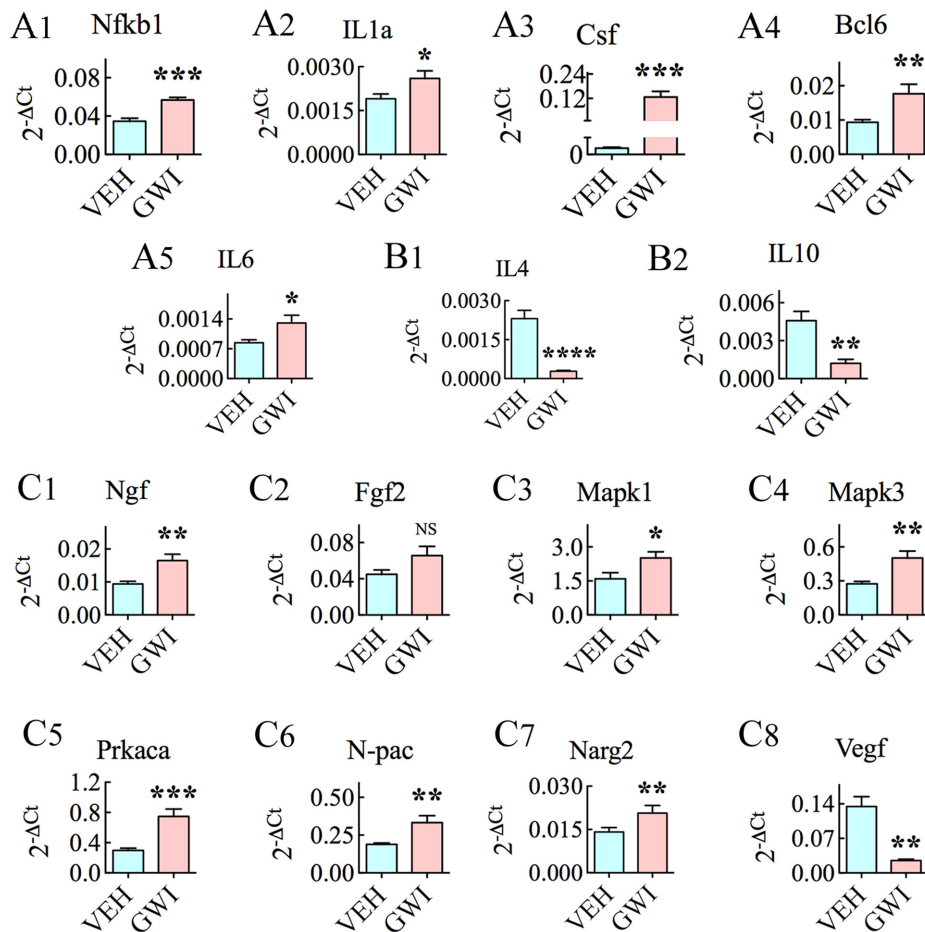 A1 Nfkb1
2-ΔCt
0.08
0.04
0.00
***
VEH GWI
A2 IL1a
2-ΔCt
0.0030
0.0015
0.0000
*
VEH GWI
A3 Csf
2-ΔCt
0.24
0.12
0
***
VEH GWI
A4 Bcl6
2-ΔCt
0.02
0.01
0.00
**
VEH GWI
A5 IL6
2-ΔCt
0.0014
0.0007
0.0000
*
VEH GWI
B1 IL4
2-ΔCt
0.0030
0.0015
0.0000
****
VEH GWI
B2 IL10
2-ΔCt
0.006
0.003
0.000
**
VEH GWI
C1 Ngf
2-ΔCt
0.02
0.01
0.00
**
VEH GWI
C2 Fgf2
2-ΔCt
0.08
0.04
0.00
NS
VEH GWI
C3 Mapk1
2-ΔCt
3.0
1.5
0.0
*
VEH GWI
C4 Mapk3
2-ΔCt
0.6
0.3
0.0
**
VEH GWI
C5 Prkaca
2-ΔCt
1.2
0.8
0.4
0.0
***
VEH GWI
C6 N-pac
2-ΔCt
0.50
0.25
0.00
**
VEH GWI
C7 Narg2
2-ΔCt
0.030
0.015
0.000
**
VEH GWI
C8 Vegf
2-ΔCt
0.14
0.07
0.00
**
VEH GWI